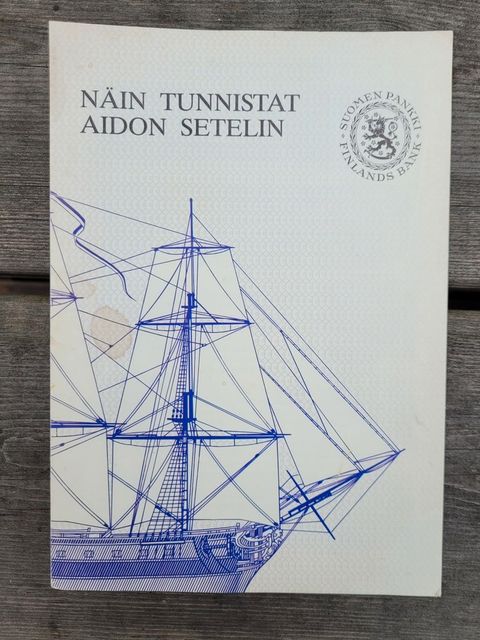 NÄIN TUNNISTAT
AIDON SETELIN
SUOMEN PANKKI
FINLANDS BANK